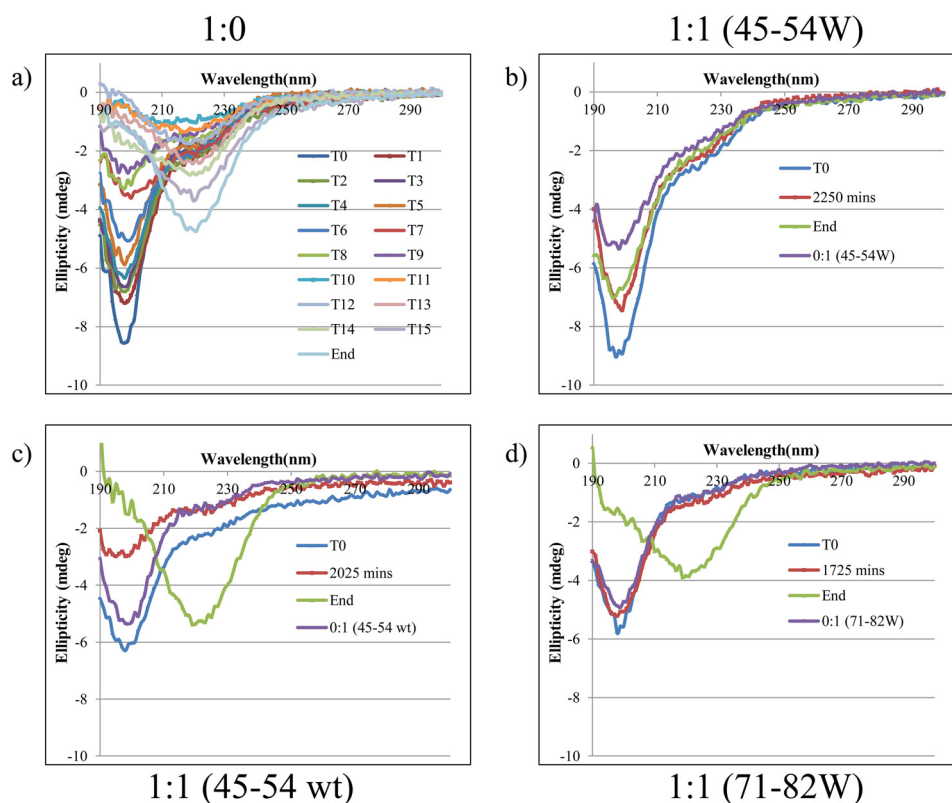 1:0
1:1 (45-54W)
a)
Wavelength(nm)
190 210 230 250 270 290
0
-2
-4
-6
-8
-10
Ellipticity (mdeg)
T0 T1
T2 T3
T4 T5
T6 T7
T8 T9
T10 T11
T12 T13
T14 T15
End
b)
Wavelength(nm)
190 210 230 250 270 290
0
-2
-4
-6
-8
-10
Ellipticity (mdeg)
T0
2250 mins
End
0:1 (45-54W)
c)
Wavelength(nm)
190 210 230 250 270 290
0
-2
-4
-6
-8
-10
Ellipticity (mdeg)
T0
2025 mins
End
0:1 (45-54 wt)
d)
Wavelength(nm)
190 210 230 250 270 290
0
-2
-4
-6
-8
-10
Ellipticity (mdeg)
T0
1725 mins
End
0:1 (71-82W)
1:1 (45-54 wt)
1:1 (71-82W)